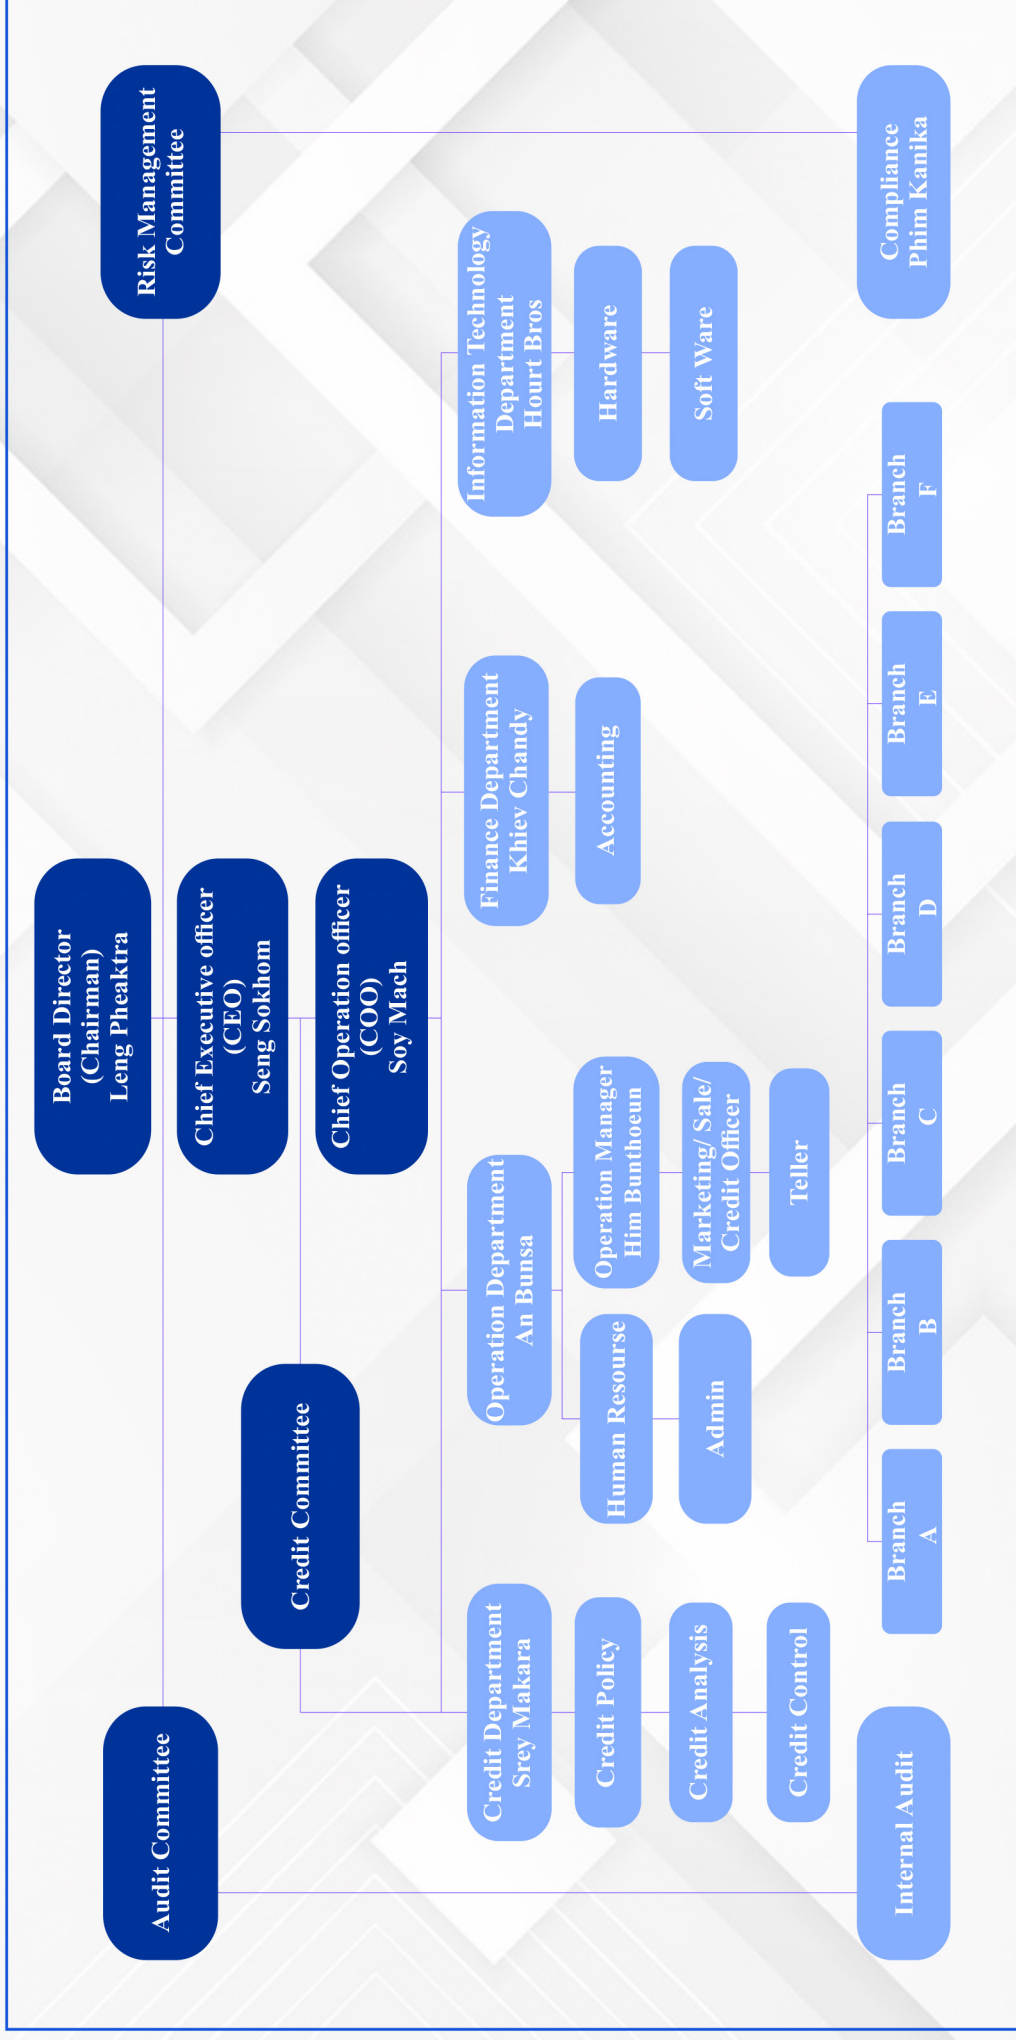 Board Director
(Chairman)
Leng Pheaktra
Audit Committee
Risk Management
Committee
Chief Executive officer
(CEO)
Seng Sokhom
Credit Committee
Chief Operation officer
(COO)
Soy Mach
Credit Department
Srey Makara
Operation Department
An Bunsa
Finance Department
Khiev Chandy
Information Technology
Department
Hourt Bros
Credit Policy
Human Resourse
Operation Manager
Him Bunthoeun
Accounting
Hardware
Credit Analysis
Admin
Marketing/ Sale/
Credit Officer
Soft Ware
Credit Control
Teller
Internal Audit
Branch
A
Branch
B
Branch
C
Branch
D
Branch
E
Branch
F
Compliance
Phim Kanika